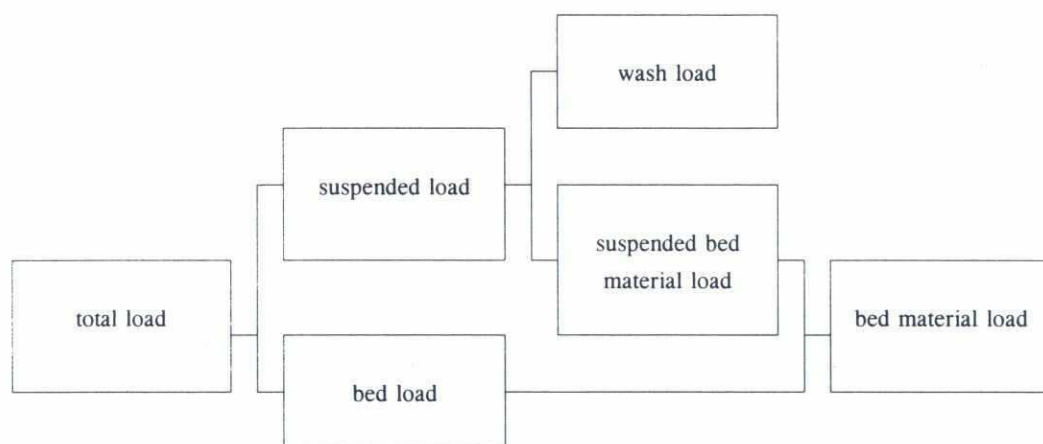 wash load
suspended load
suspended bed
material load
total load
bed material load
bed load